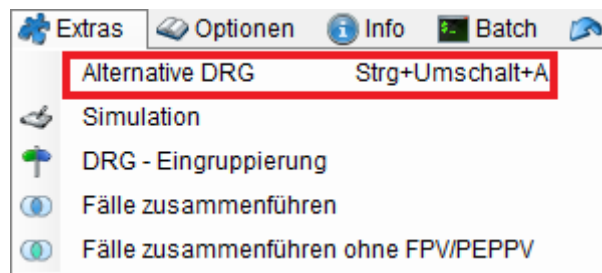 Extras Optionen Info Batch
Alternative DRG Strg+Umschalt+A
Simulation
DRG - Eingruppierung
Fälle zusammenführen
Fälle zusammenführen ohne FPV/PEPPV